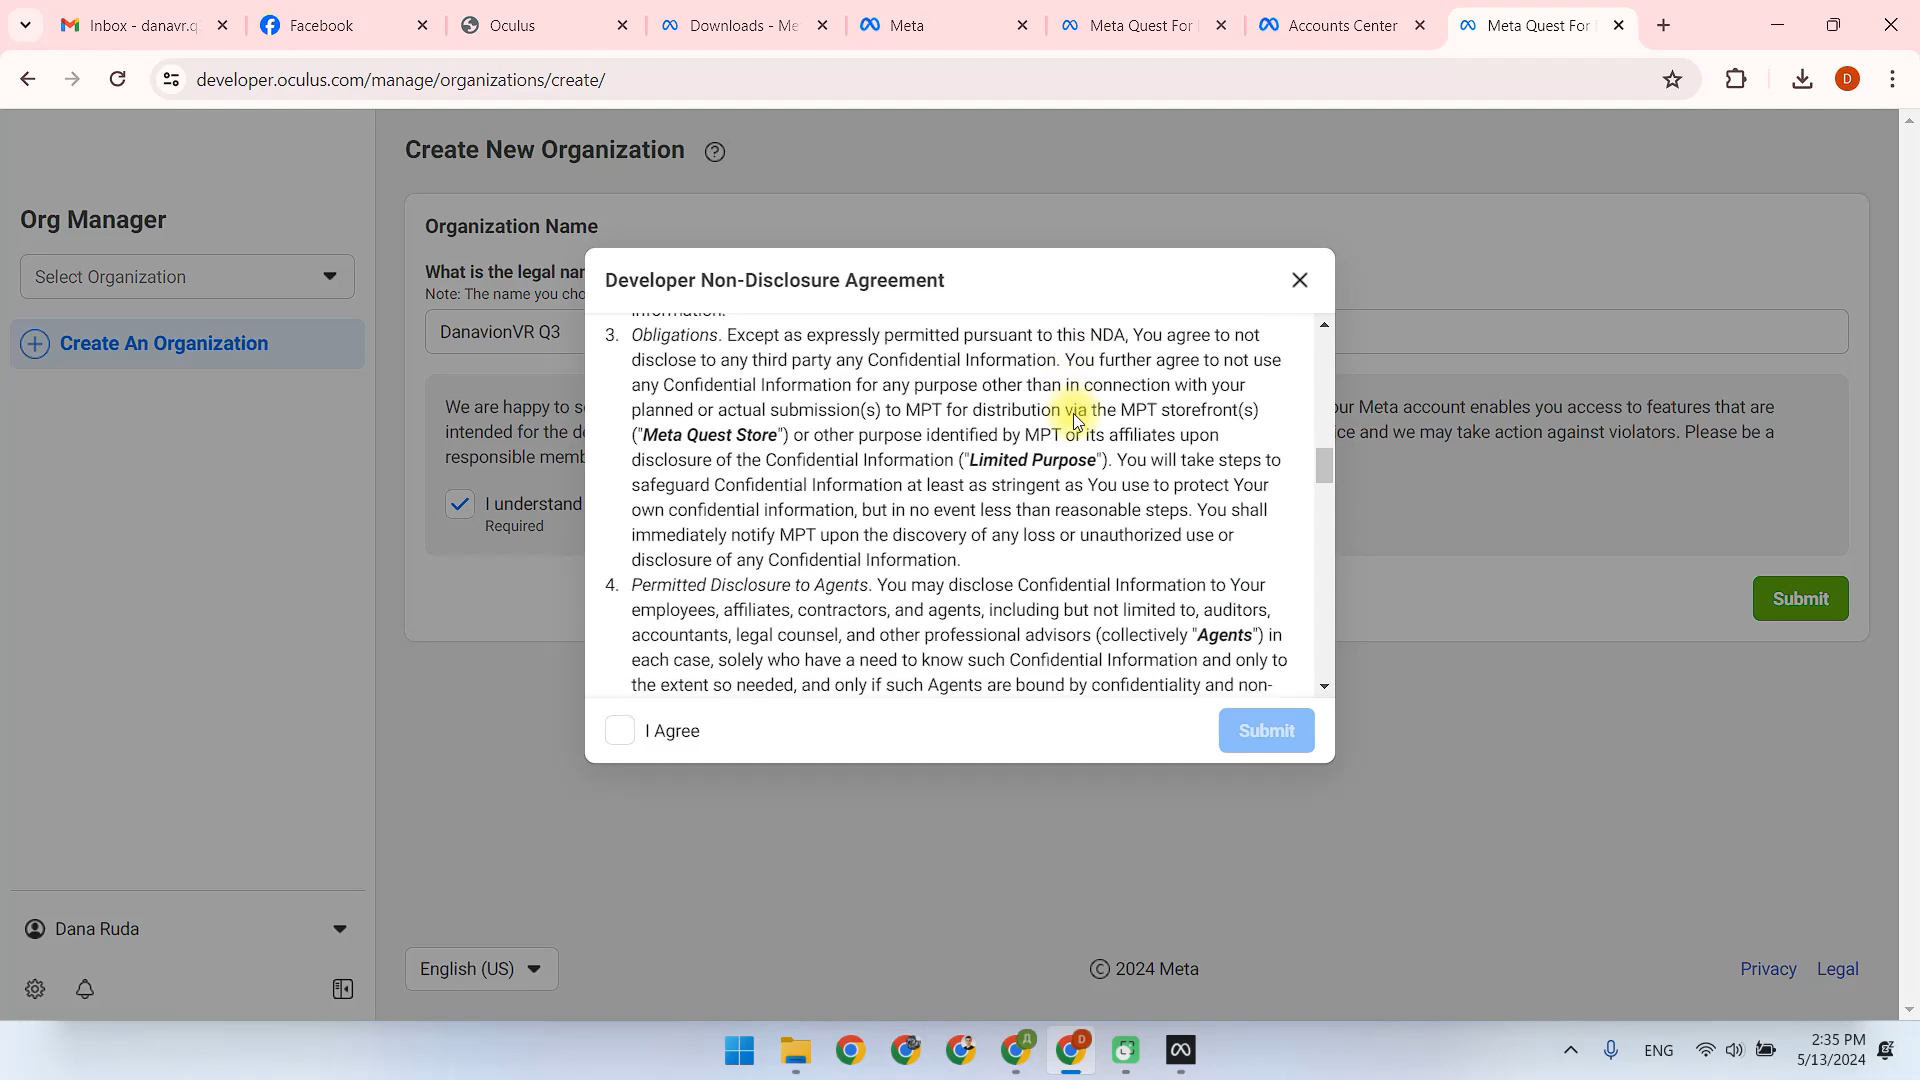 Inbox - danavr.q
Facebook
Oculus
Downloads - Me
Meta
Meta Quest For
Accounts Center
Meta Quest For
developer.oculus.com/manage/organizations/create/
D
Create New Organization
Org Manager
Select Organization
Create An Organization
Organization Name
What is the legal nar
Note: The name you cho
DanavionVR Q3
We are happy to s
intended for the de
responsible memb
our Meta account enables you access to features that are
ice and we may take action against violators. Please be a
I understand
Required
Submit
Developer Non-Disclosure Agreement
information.
3. Obligations. Except as expressly permitted pursuant to this NDA, You agree to not
disclose to any third party any Confidential Information. You further agree to not use
any Confidential Information for any purpose other than in connection with your
planned or actual submission(s) to MPT for distribution via the MPT storefront(s)
("Meta Quest Store") or other purpose identified by MPT or its affiliates upon
disclosure of the Confidential Information ("Limited Purpose"). You will take steps to
safeguard Confidential Information at least as stringent as You use to protect Your
own confidential information, but in no event less than reasonable steps. You shall
immediately notify MPT upon the discovery of any loss or unauthorized use or
disclosure of any Confidential Information.
4. Permitted Disclosure to Agents. You may disclose Confidential Information to Your
employees, affiliates, contractors, and agents, including but not limited to, auditors,
accountants, legal counsel, and other professional advisors (collectively "Agents") in
each case, solely who have a need to know such Confidential Information and only to
the extent so needed, and only if such Agents are bound by confidentiality and non-
I Agree
Submit
Dana Ruda
English (US)
© 2024 Meta
Privacy
Legal
ENG
2:35 PM
5/13/2024